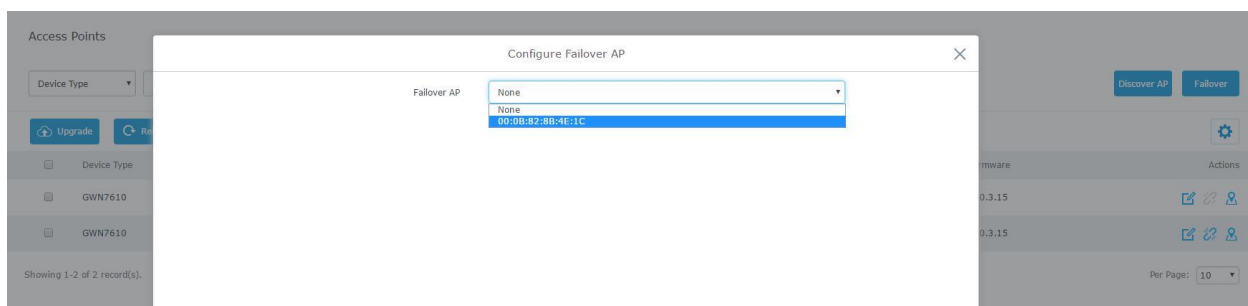 Access Points
Configure Failover AP
Device Type
Failover AP
None
Discover AP
Failover
None
00:0B:82:8B:4E:1C
Upgrade
Re
Device Type
rmware
Actions
GWN7610
0.3.15
GWN7610
0.3.15
Showing 1-2 of 2 record(s).
Per Page: 10